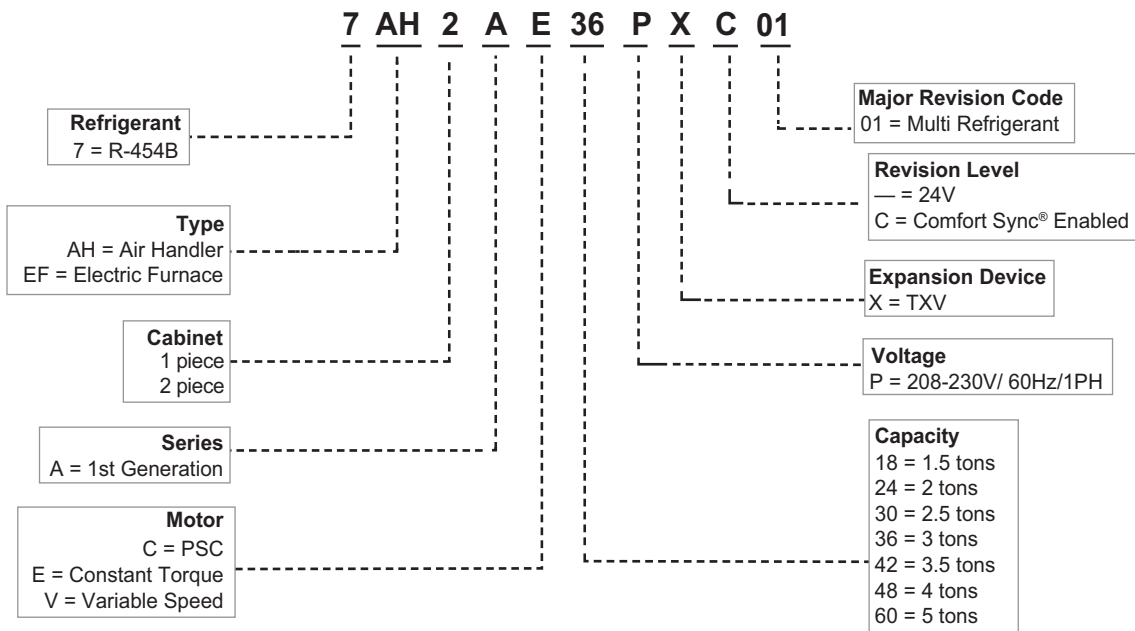 7 AH 2 A E 36 P X C 01
Refrigerant
7 = R-454B
Type
AH = Air Handler
EF = Electric Furnace
Cabinet
1 piece
2 piece
Series
A = 1st Generation
Motor
C = PSC
E = Constant Torque
V = Variable Speed
Major Revision Code
01 = Multi Refrigerant
Revision Level
— = 24V
C = Comfort Sync® Enabled
Expansion Device
X = TXV
Voltage
P = 208-230V/ 60Hz/1PH
Capacity
18 = 1.5 tons
24 = 2 tons
30 = 2.5 tons
36 = 3 tons
42 = 3.5 tons
48 = 4 tons
60 = 5 tons